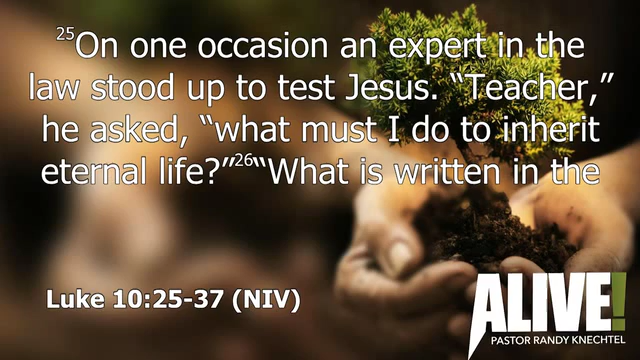 25On one occasion an expert in the
law stood up to test Jesus. “Teacher,”
he asked, “what must I do to inherit
eternal life?”26“What is written in the
Luke 10:25-37 (NIV)
ALIVE!
PASTOR RANDY KNECHTEL